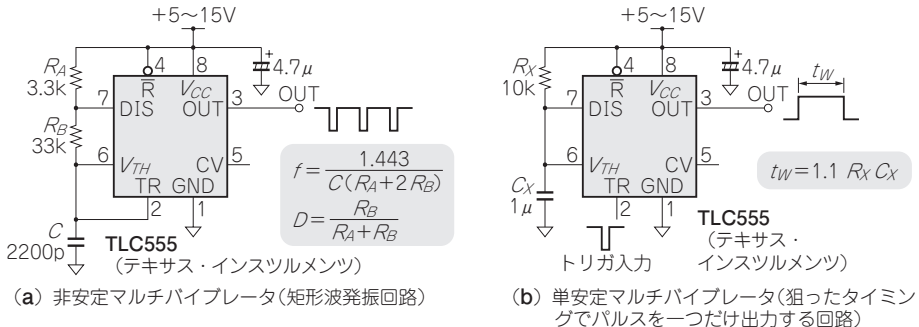 +5～15V
R_A
3.3k
R_B
33k
C
2200p
7
6
4
8
R̅
V_CC
DIS
OUT
V_TH
CV
TR
GND
3
5
2
1
+
4.7μ
OUT
f=1.443/C(R_A+2R_B)
D=R_B/R_A+R_B
TLC555
(テキサス・インスツルメンツ)
(a) 非安定マルチバイブレータ(矩形波発振回路)
+5～15V
R_X
10k
C_X
1μ
7
6
4
8
R̅
V_CC
DIS
OUT
V_TH
CV
TR
GND
3
5
2
1
+
4.7μ
OUT
t_W
t_W=1.1 R_X C_X
トリガ入力
TLC555
(テキサス・
インスツルメンツ)
(b) 単安定マルチバイブレータ(狙ったタイミン
グでパルスを一つだけ出力する回路)